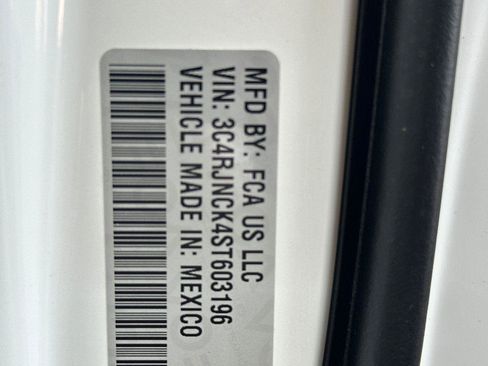 MFD BY: FCA US LLC
VIN: 3C4RJNCK4ST603196
VEHICLE MADE IN: MEXICO